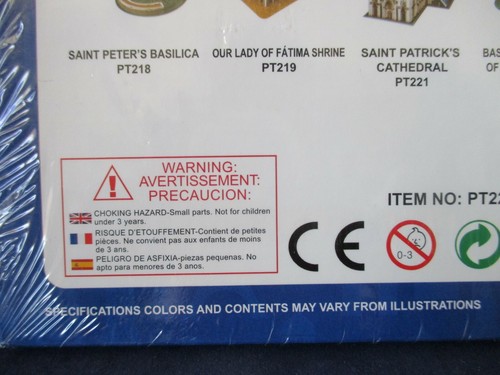 SAINT PETER'S BASILICA
PT218
OUR LADY OF FÁTIMA SHRINE
PT219
SAINT PATRICK'S
CATHEDRAL
PT221
BAS
OF
WARNING:
AVERTISSEMENT:
PRECAUCION:
CHOKING HAZARD-Small parts. Not for children
under 3 years.
RISQUE D'ETOUFFEMENT-Contient de petites
pièces. Ne convient pas aux enfants de moins
de 3 ans.
PELIGRO DE ASFIXIA-piezas pequenas. No
apto para menores de 3 anos.
ITEM NO: PT22
CE
0-3
SPECIFICATIONS COLORS AND CONTENTS MAY VARY FROM ILLUSTRATIONS